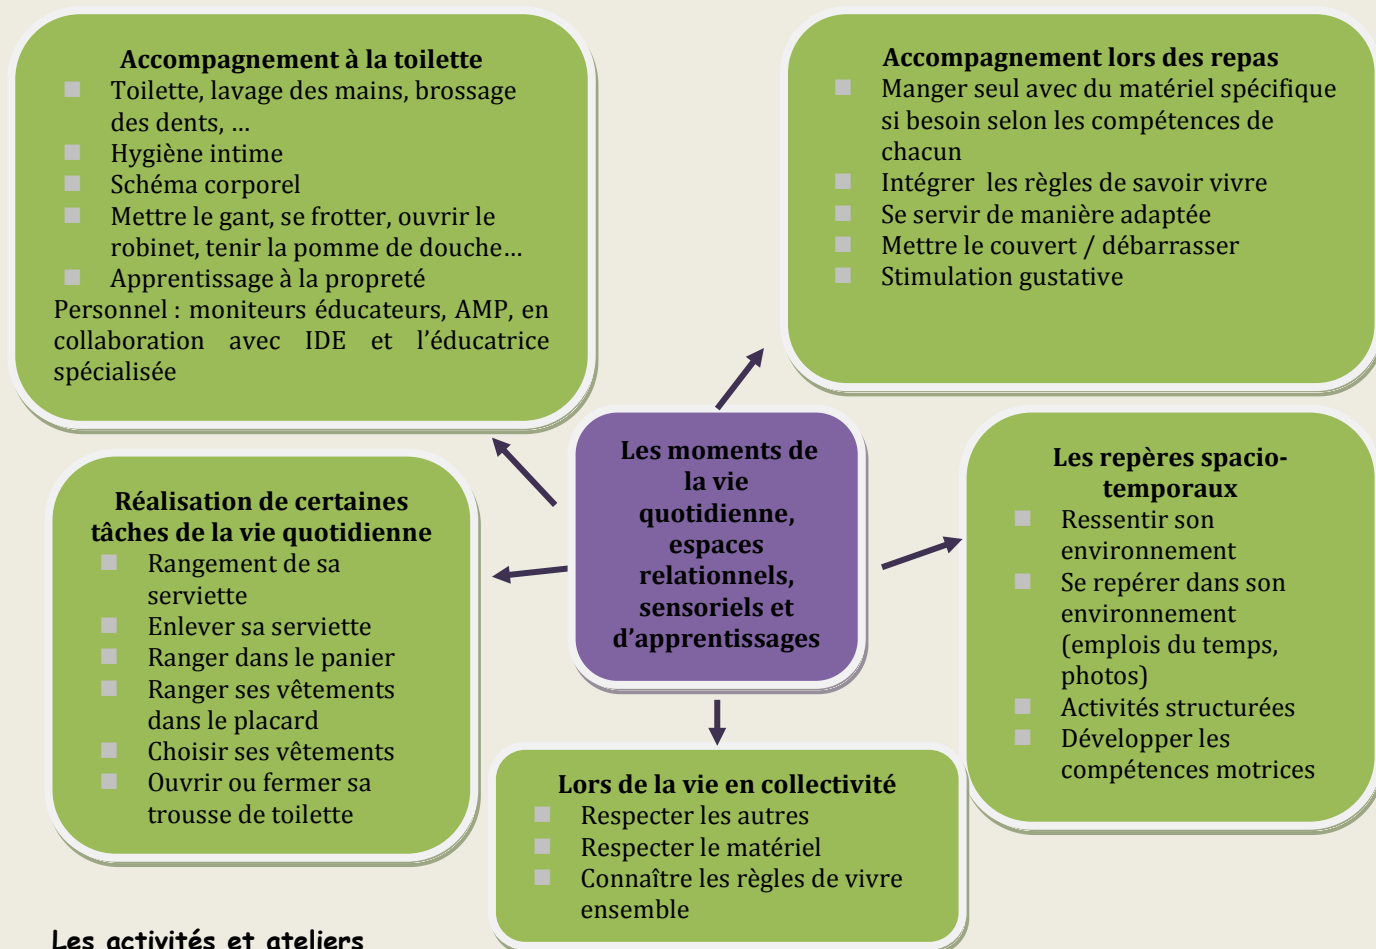 Accompagnement à la toilette
Toilette, lavage des mains, brossage
des dents, …
Hygiène intime
Schéma corporel
Mettre le gant, se frotter, ouvrir le
robinet, tenir la pomme de douche…
Apprentissage à la propreté
Personnel : moniteurs éducateurs, AMP, en
collaboration avec IDE et l’éducatrice
spécialisée
Accompagnement lors des repas
Manger seul avec du matériel spécifique
si besoin selon les compétences de
chacun
Intégrer les règles de savoir vivre
Se servir de manière adaptée
Mettre le couvert / débarrasser
Stimulation gustative
Les moments de
la vie
quotidienne,
espaces
relationnels,
sensoriels et
d’apprentissages
Réalisation de certaines
tâches de la vie quotidienne
Rangement de sa
serviette
Enlever sa serviette
Ranger dans le panier
Ranger ses vêtements
dans le placard
Choisir ses vêtements
Ouvrir ou fermer sa
trousse de toilette
Les repères spacio-
temporaux
Ressentir son
environnement
Se repérer dans son
environnement
(emplois du temps,
photos)
Activités structurées
Développer les
compétences motrices
Lors de la vie en collectivité
Respecter les autres
Respecter le matériel
Connaître les règles de vivre
ensemble
Les activités et ateliers